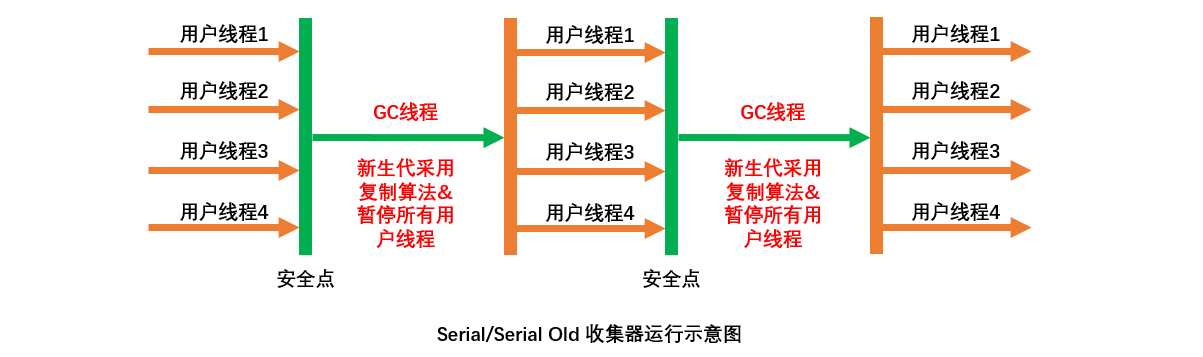 用户线程1
用户线程2
用户线程3
用户线程4
安全点
GC线程
新生代采用
复制算法&
暂停所有用
户线程
用户线程1
用户线程2
用户线程3
用户线程4
安全点
GC线程
新生代采用
复制算法&
暂停所有用
户线程
用户线程1
用户线程2
用户线程3
用户线程4
Serial/Serial Old 收集器运行示意图